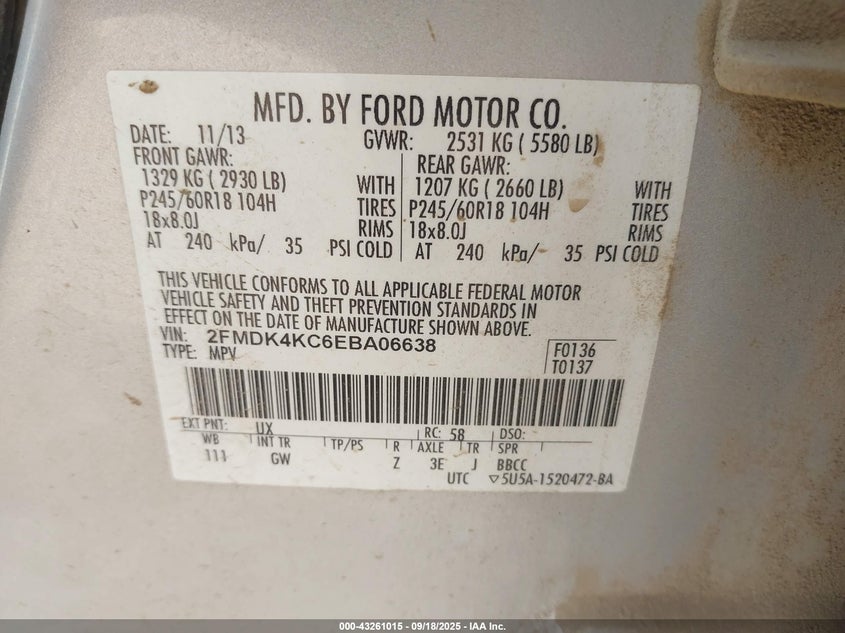 MFD. BY FORD MOTOR CO.
DATE: 11/13 GVWR: 2531 KG ( 5580 LB)
FRONT GAWR: REAR GAWR:
1329 KG ( 2930 LB) WITH 1207 KG ( 2660 LB) WITH
P245/60R18 104H TIRES P245/60R18 104H TIRES
18x8.0J RIMS 18x8.0J RIMS
AT 240 kPa/ 35 PSI COLD AT 240 kPa/ 35 PSI COLD
THIS VEHICLE CONFORMS TO ALL APPLICABLE FEDERAL MOTOR
VEHICLE SAFETY AND THEFT PREVENTION STANDARDS IN
EFFECT ON THE DATE OF MANUFACTURE SHOWN ABOVE.
VIN: 2FMDK4KC6EBA06638 F0136
TYPE: MPV T0137
EXT PNT: UX RC: 58 DSO:
WB INT TR TP/PS R AXLE TR SPR
111 GW Z 3E J BBCC
UTC ▽5U5A-1520472-BA
000-43261015 - 09/18/2025 - IAA Inc.